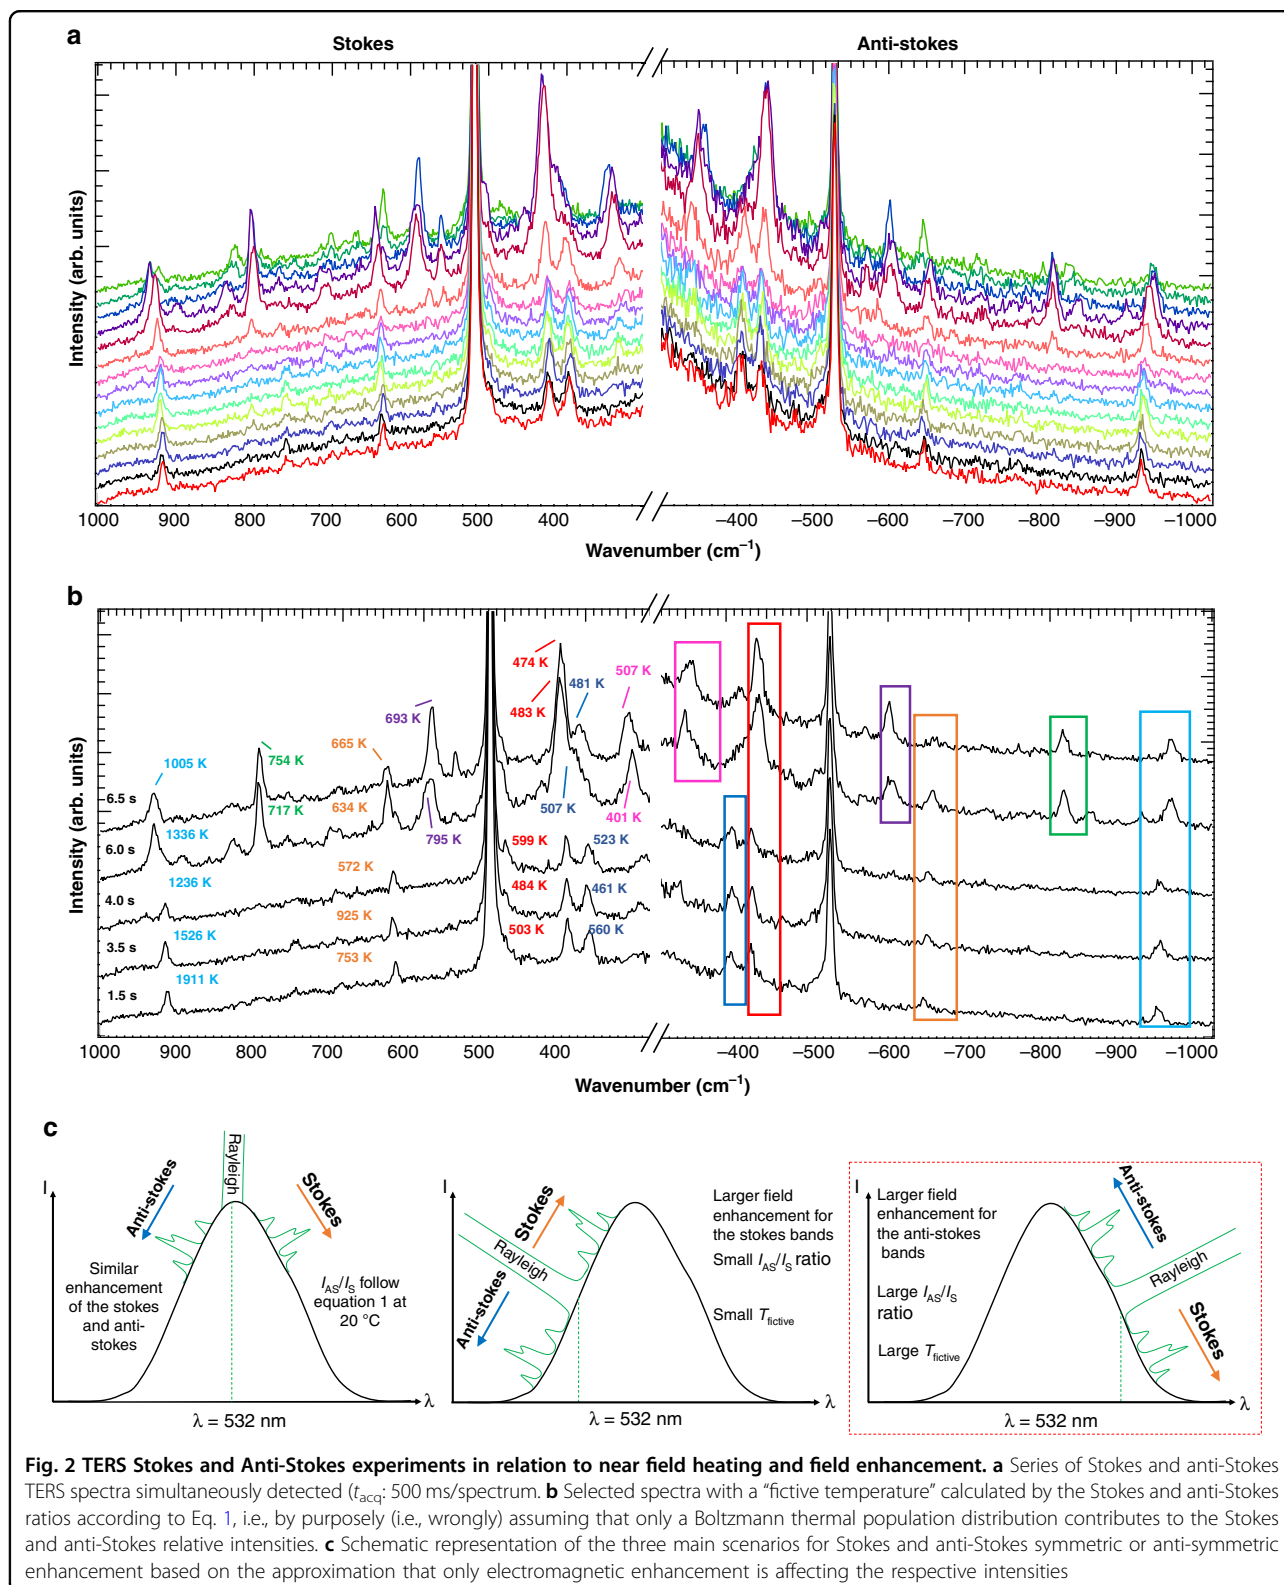 a
Stokes
Anti-stokes
Intensity (arb. units)
1000 900 800 700 600 500 400 −400 −500 −600 −700 −800 −900 −1000
Wavenumber (cm⁻¹)
b
Intensity (arb. units)
474 K
507 K
481 K
693 K
483 K
665 K
754 K
1005 K
6.5 s
717 K
634 K
507 K
401 K
1336 K
795 K
6.0 s
599 K
523 K
572 K
1236 K
484 K
461 K
4.0 s
925 K
1526 K
503 K
560 K
3.5 s
753 K
1911 K
1.5 s
1000 900 800 700 600 500 400 −400 −500 −600 −700 −800 −900 −1000
Wavenumber (cm⁻¹)
c
I
Rayleigh
Anti-stokes
Stokes
Similar
enhancement
of the stokes
and anti-
stokes
I_AS/I_S follow
equation 1 at
20 °C
λ
λ = 532 nm
I
Stokes
Rayleigh
Anti-stokes
Larger field
enhancement for
the stokes bands
Small I_AS/I_S ratio
Small T_fictive
λ
λ = 532 nm
I
Larger field
enhancement for
the anti-stokes
bands
Large I_AS/I_S
ratio
Large T_fictive
Anti-stokes
Rayleigh
Stokes
λ
λ = 532 nm
Fig. 2 TERS Stokes and Anti-Stokes experiments in relation to near field heating and field enhancement. a Series of Stokes and anti-Stokes
TERS spectra simultaneously detected (t_acq: 500 ms/spectrum. b Selected spectra with a “fictive temperature” calculated by the Stokes and anti-Stokes
ratios according to Eq. 1, i.e., by purposely (i.e., wrongly) assuming that only a Boltzmann thermal population distribution contributes to the Stokes
and anti-Stokes relative intensities. c Schematic representation of the three main scenarios for Stokes and anti-Stokes symmetric or anti-symmetric
enhancement based on the approximation that only electromagnetic enhancement is affecting the respective intensities